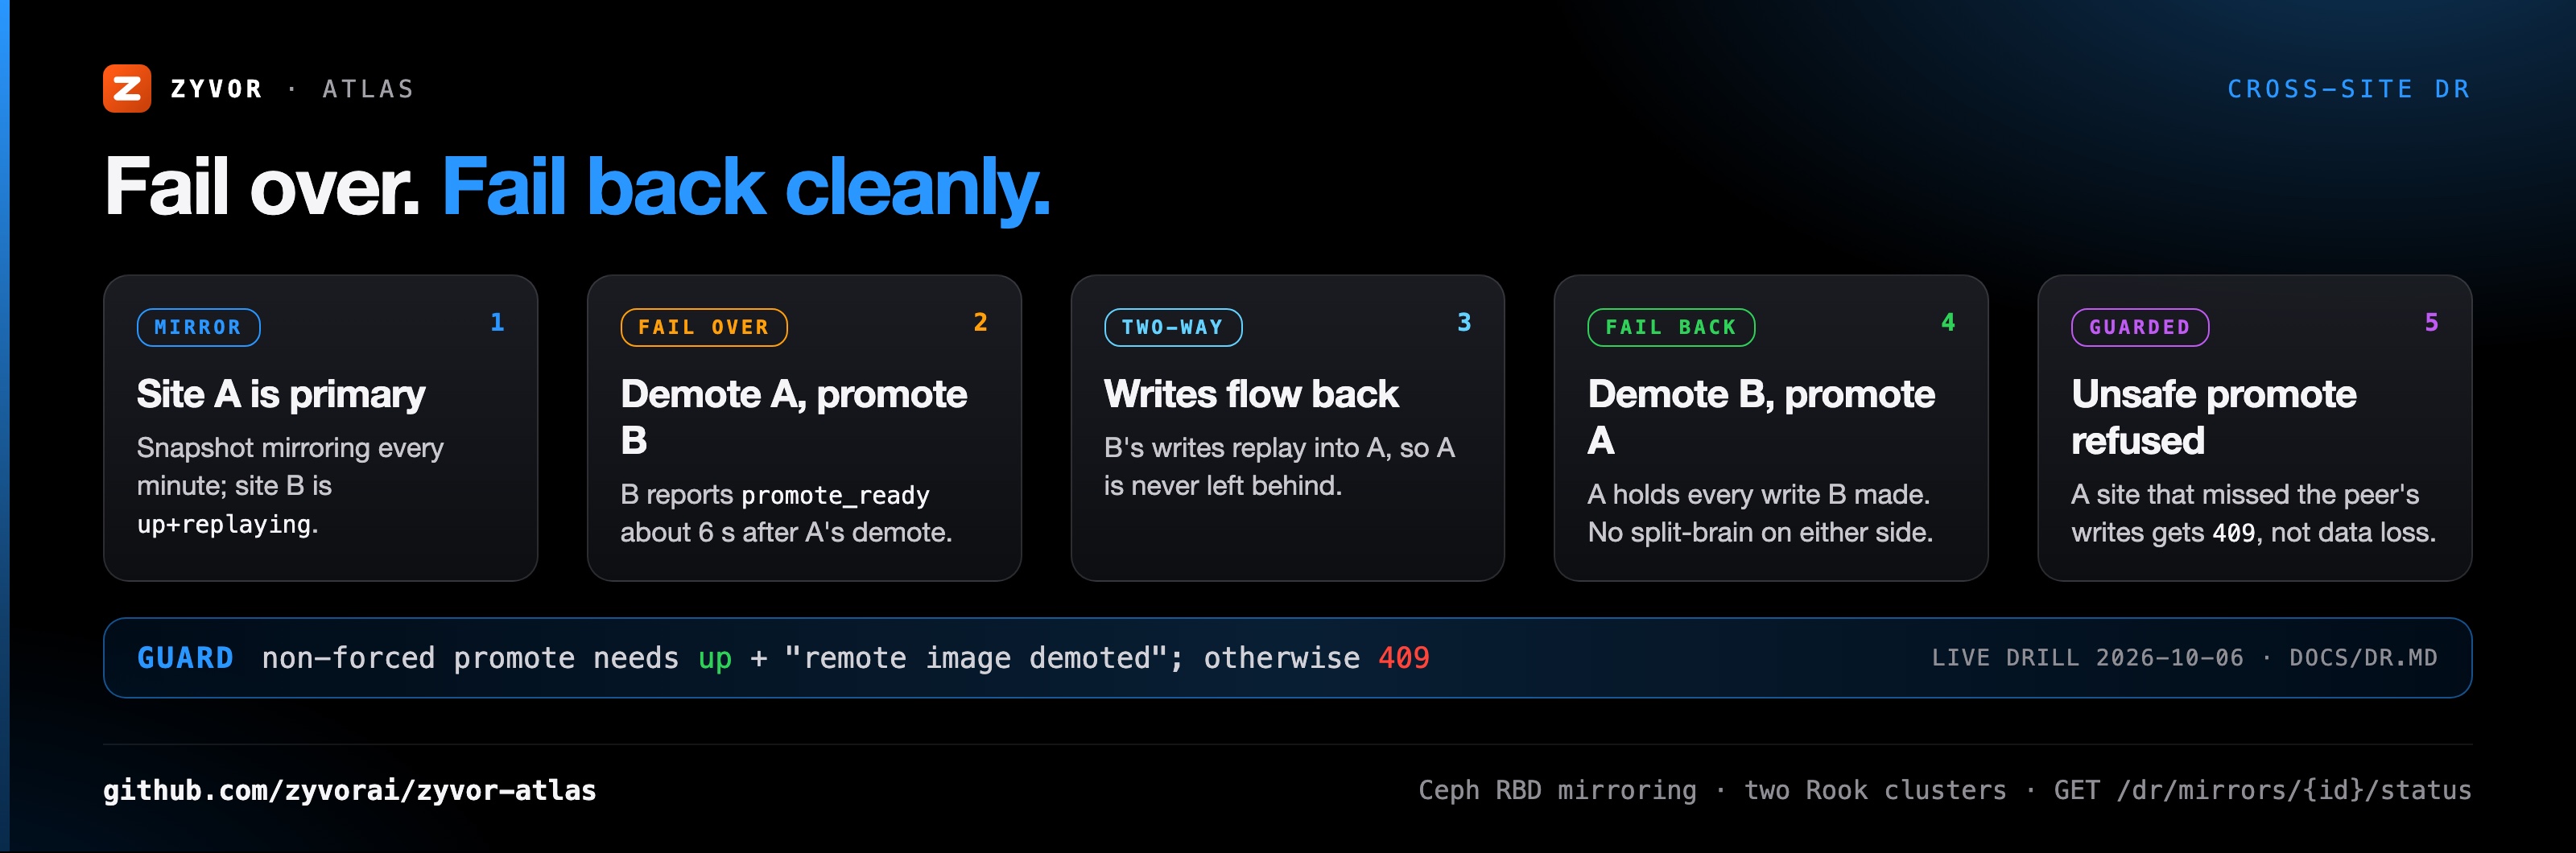 ZYVOR · ATLAS
CROSS-SITE DR
Fail over. Fail back cleanly.
MIRROR 1
Site A is primary
Snapshot mirroring every
minute; site B is
up+replaying.
FAIL OVER 2
Demote A, promote
B
B reports promote_ready
about 6 s after A's demote.
TWO-WAY 3
Writes flow back
B's writes replay into A, so A
is never left behind.
FAIL BACK 4
Demote B, promote
A
A holds every write B made.
No split-brain on either side.
GUARDED 5
Unsafe promote
refused
A site that missed the peer's
writes gets 409, not data loss.
GUARD non-forced promote needs up + "remote image demoted"; otherwise 409
LIVE DRILL 2026-10-06 · DOCS/DR.MD
github.com/zyvorai/zyvor-atlas
Ceph RBD mirroring · two Rook clusters · GET /dr/mirrors/{id}/status